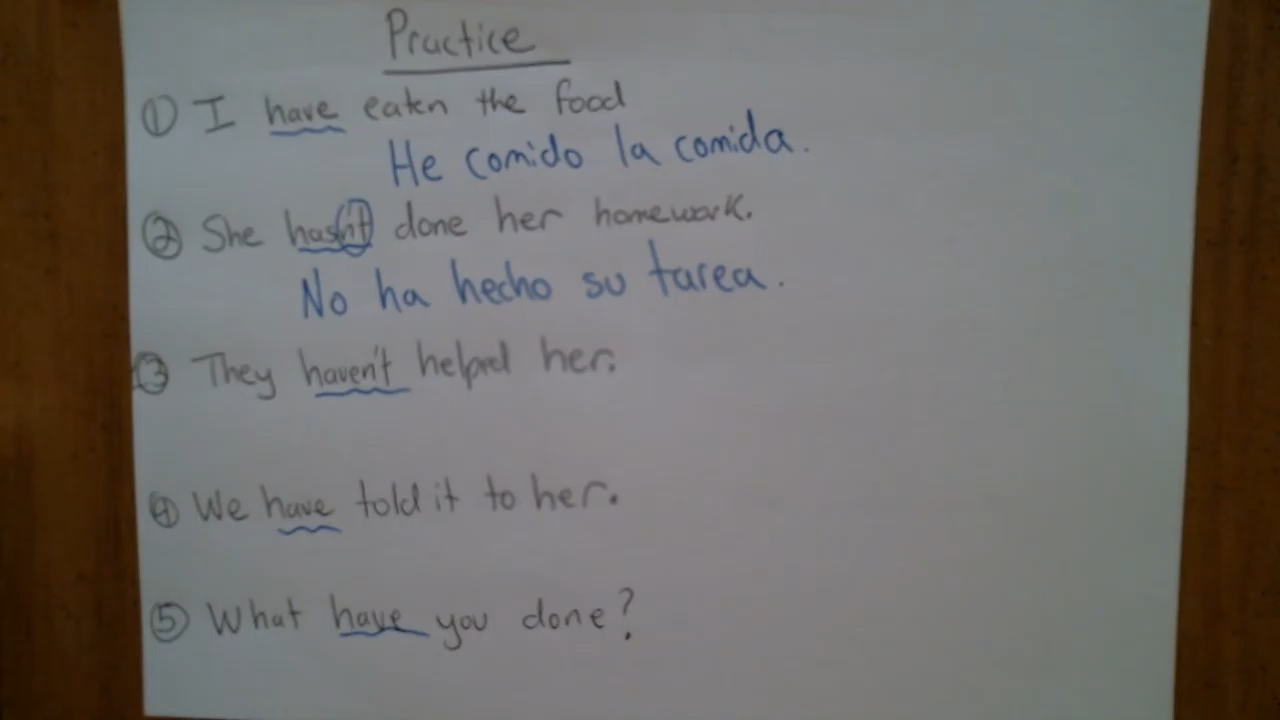 Practice
① I have eaten the food
He comido la comida.
② She hasn't done her homework.
No ha hecho su tarea.
③ They haven't helped her.
④ We have told it to her.
⑤ What have you done?